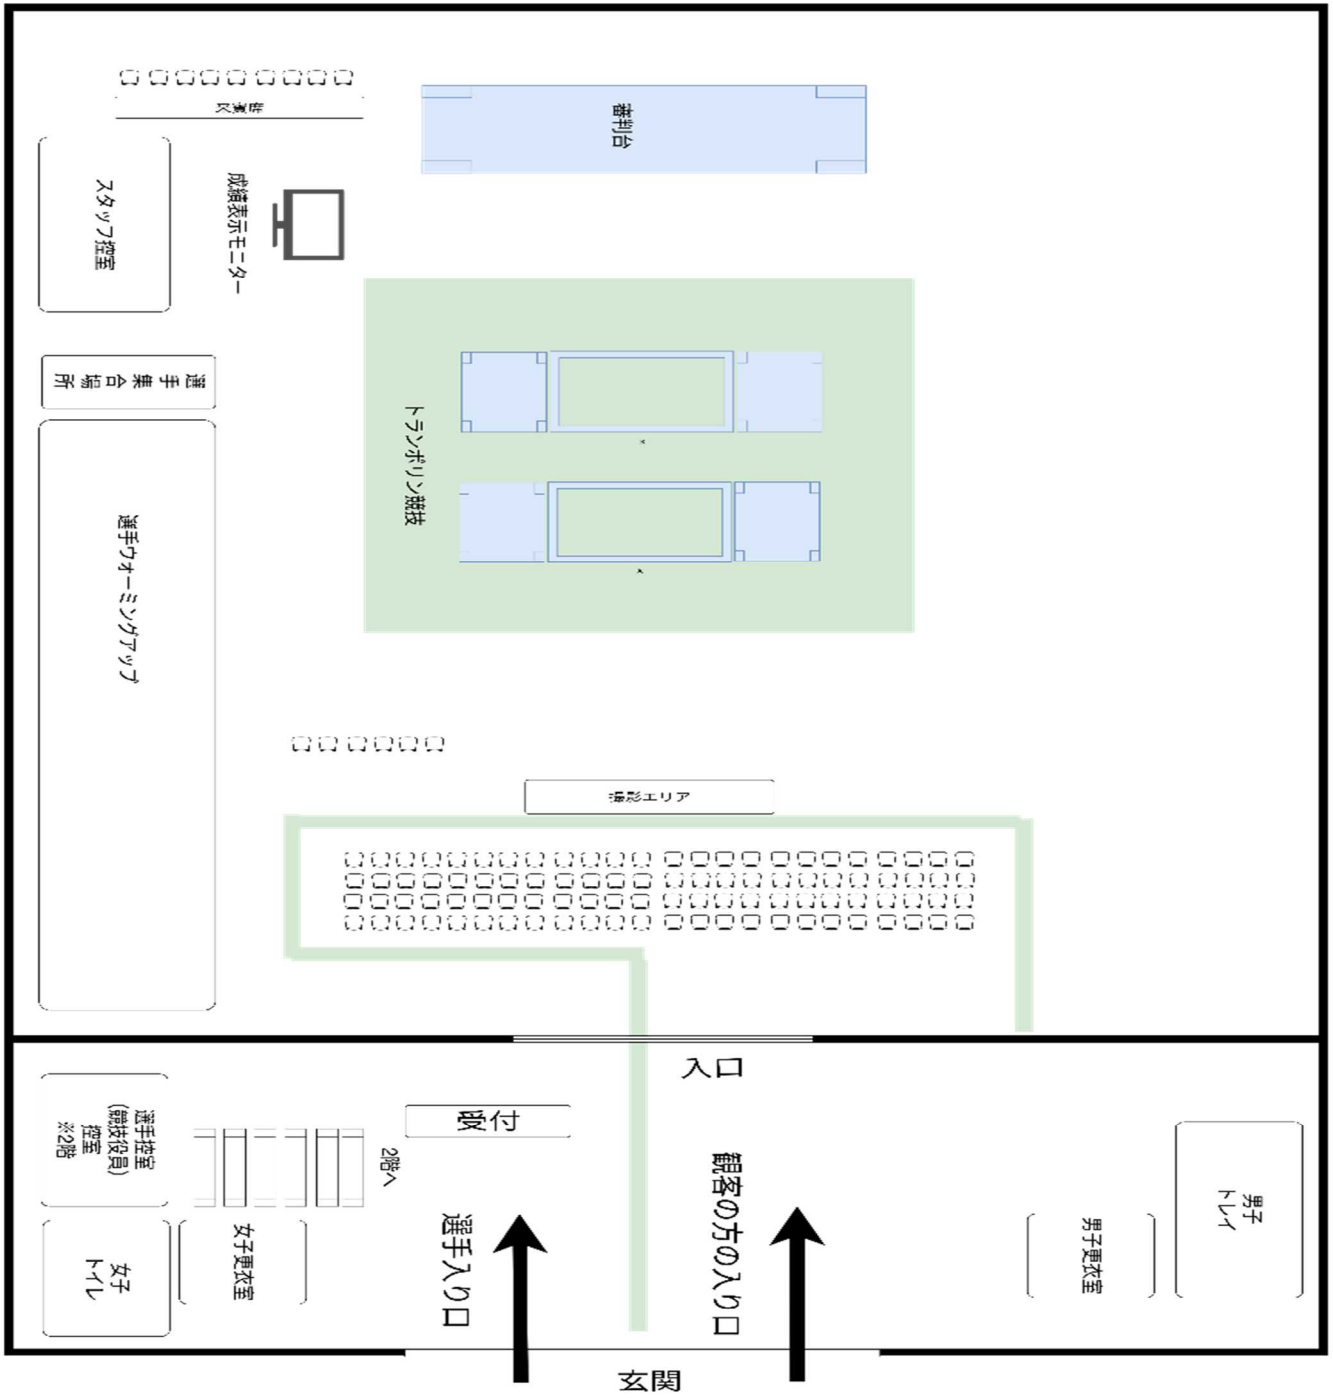 審判台
スタッフ控室
成績表示モニター
選手集合場所
トランポリン競技
選手ウォーミングアップ
撮影エリア
入口
受付
選手控室
(競技役員)
控室
※2階
2階へ
女子
トイレ
女子更衣室
選手入り口
観客の方の入り口
男子更衣室
男子
トレイ
玄関